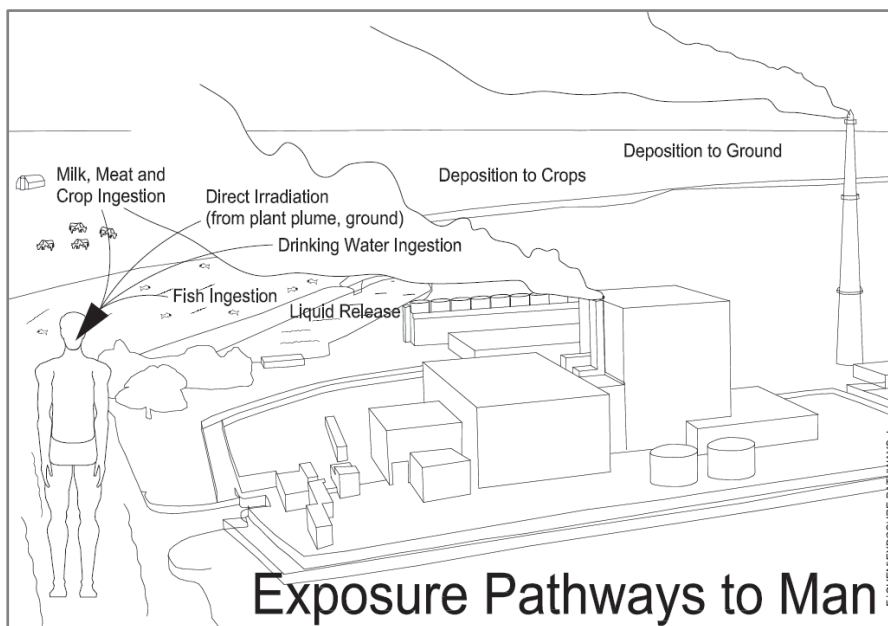 Deposition to Ground
Deposition to Crops
Milk, Meat and
Crop Ingestion
Direct Irradiation
(from plant plume, ground)
Drinking Water Ingestion
Fish Ingestion
Liquid Release
Exposure Pathways to Man